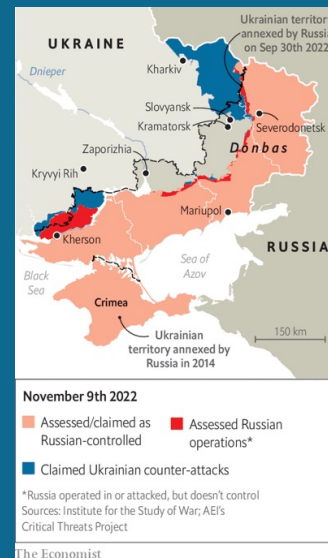 Ukrainian territory
annexed by Russia
on Sep 30th 2022
UKRAINE
Dnieper
Kharkiv
Slovyansk
Kramatorsk
Severodonetsk
Donbas
Zaporizhia
Kryvyi Rih
Mariupol
Kherson
RUSSIA
Black
Sea
Sea of
Azov
Crimea
Ukrainian
territory annexed by
Russia in 2014
150 km
November 9th 2022
Assessed/claimed as
Russian-controlled
Assessed Russian
operations*
Claimed Ukrainian counter-attacks
*Russia operated in or attacked, but doesn't control
Sources: Institute for the Study of War; AEI's
Critical Threats Project
The Economist